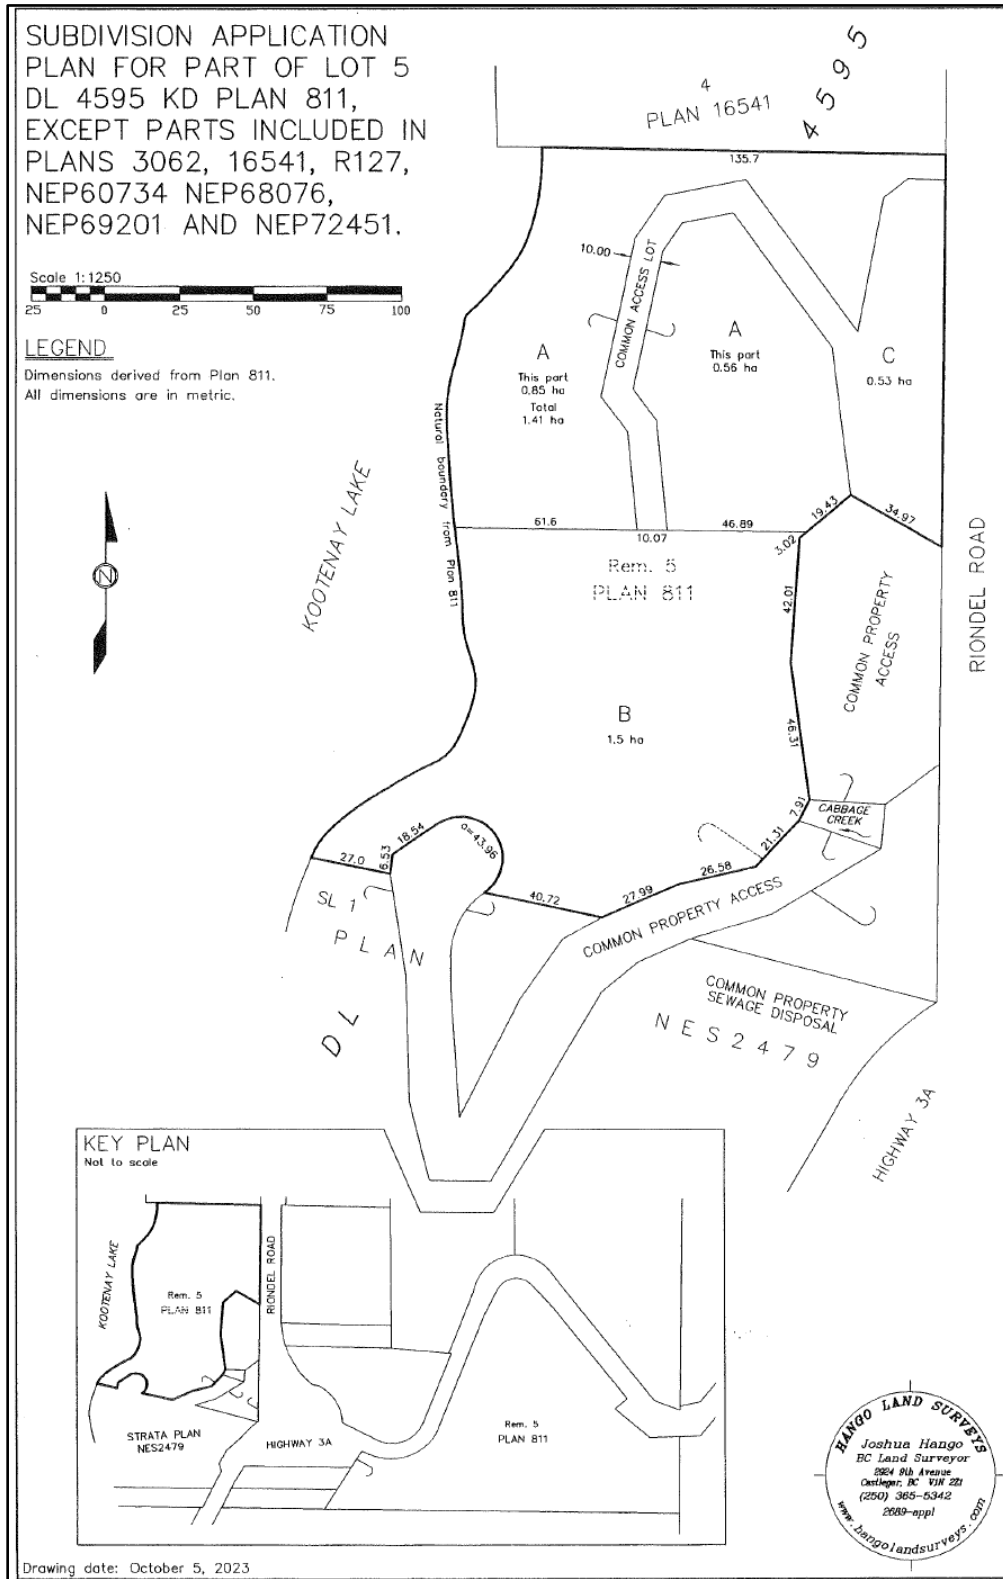 SUBDIVISION APPLICATION
PLAN FOR PART OF LOT 5
DL 4595 KD PLAN 811,
EXCEPT PARTS INCLUDED IN
PLANS 3062, 16541, R127,
NEP60734 NEP68076,
NEP69201 AND NEP72451.
Scale 1:1250
25 0 25 50 75 100
LEGEND
Dimensions derived from Plan 811.
All dimensions are in metric.
4
PLAN 16541
4595
135.7
10.00
COMMON ACCESS LOT
A
This part
0.85 ha
Total
1.41 ha
A
This part
0.56 ha
C
0.53 ha
Natural boundary from Plan 811
KOOTENAY LAKE
N
61.6
10.07
46.89
3.02
19.43
34.97
Rem. 5
PLAN 811
42.01
COMMON PROPERTY
ACCESS
RIONDEL ROAD
B
1.5 ha
46.31
7.91
CABBAGE
CREEK
21.31
26.58
27.99
40.72
a=43.96
18.54
6.53
27.0
SL 1
PLAN
DL
COMMON PROPERTY ACCESS
COMMON PROPERTY
SEWAGE DISPOSAL
NES2479
HIGHWAY 3A
KEY PLAN
Not to scale
KOOTENAY LAKE
Rem. 5
PLAN 811
RIONDEL ROAD
STRATA PLAN
NES2479
HIGHWAY 3A
Rem. 5
PLAN 811
HANGO LAND SURVEYS
Joshua Hango
BC Land Surveyor
2924 9th Avenue
Castlegar, BC V1N 2Z1
(250) 365-5342
2689-appl
www.hangolandsurveys.com
Drawing date: October 5, 2023